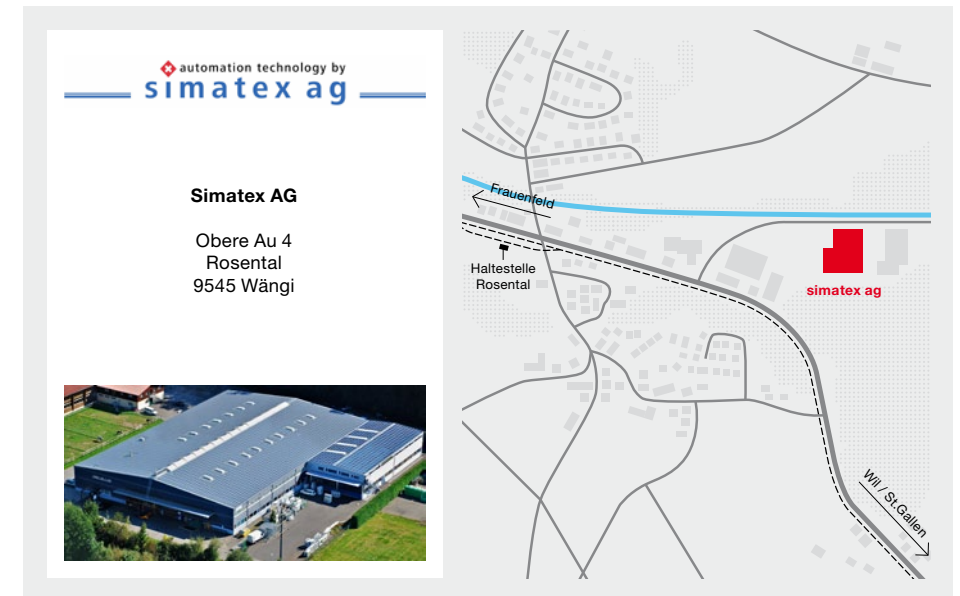 automation technology by
simatex ag
Simatex AG
Obere Au 4
Rosental
9545 Wängi
Frauenfeld
Haltestelle
Rosental
simatex ag
Wil / St.Gallen